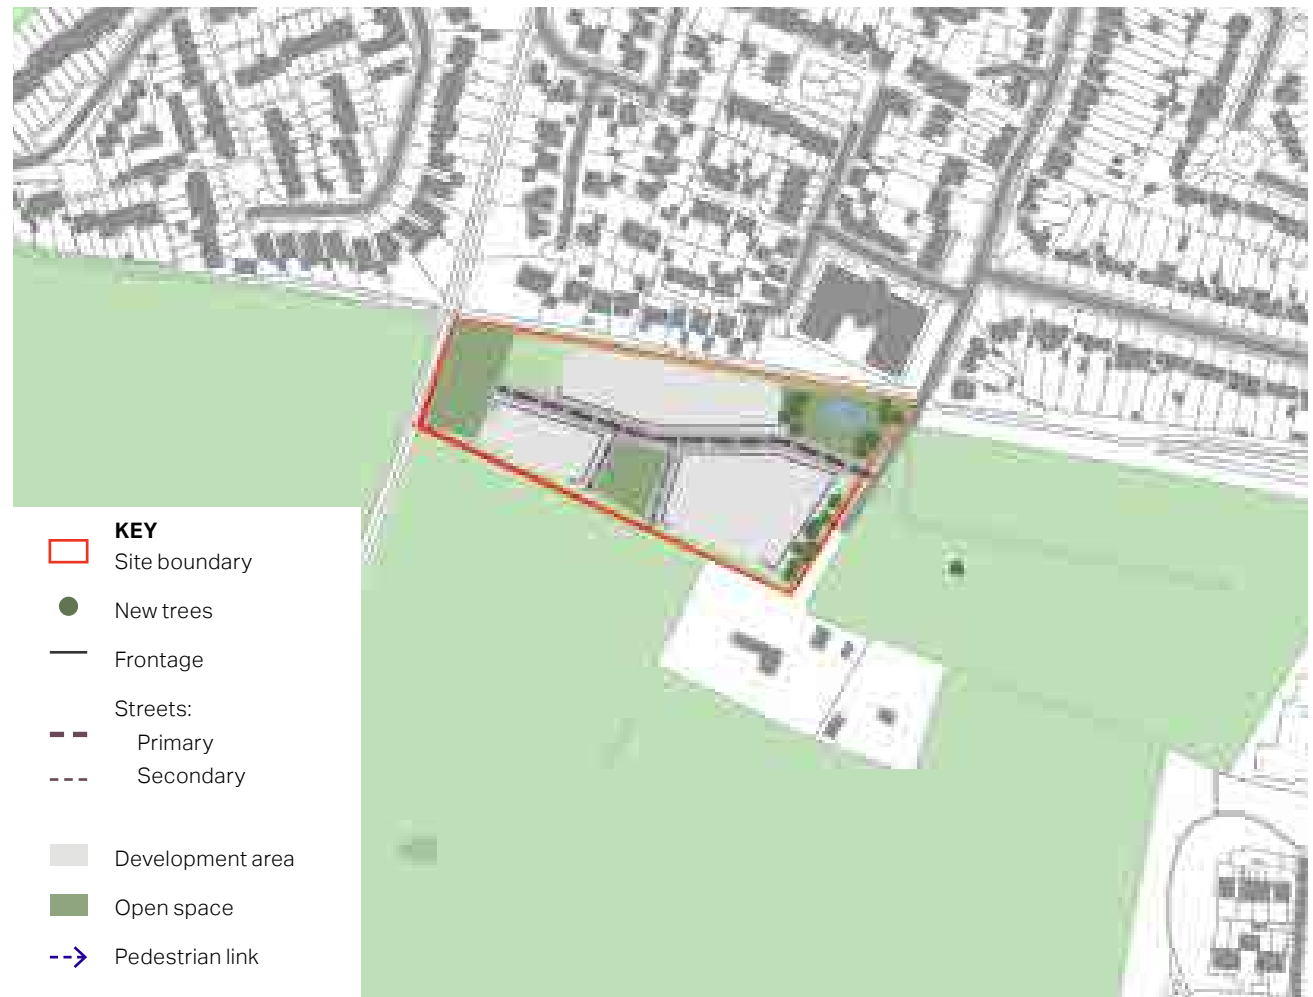 KEY
Site boundary
New trees
Frontage
Streets:
Primary
Secondary
Development area
Open space
Pedestrian link